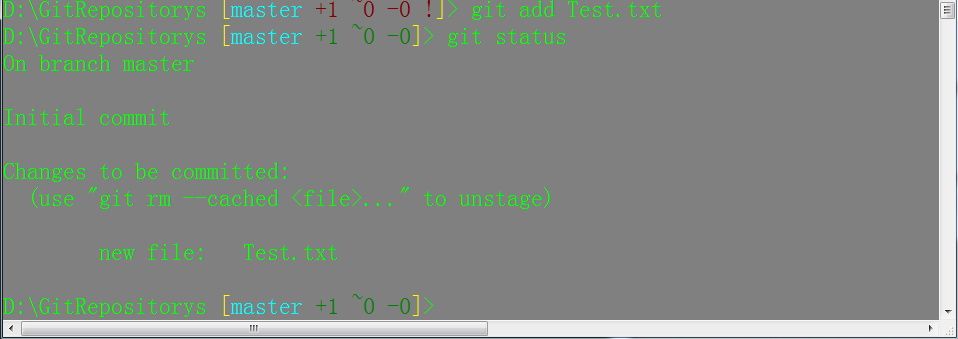 D:\GitRepositorys [master +1 ~0 -0 !]> git add Test.txt
D:\GitRepositorys [master +1 ~0 -0]> git status
On branch master
Initial commit
Changes to be committed:
(use "git rm --cached <file>..." to unstage)
new file: Test.txt
D:\GitRepositorys [master +1 ~0 -0]>